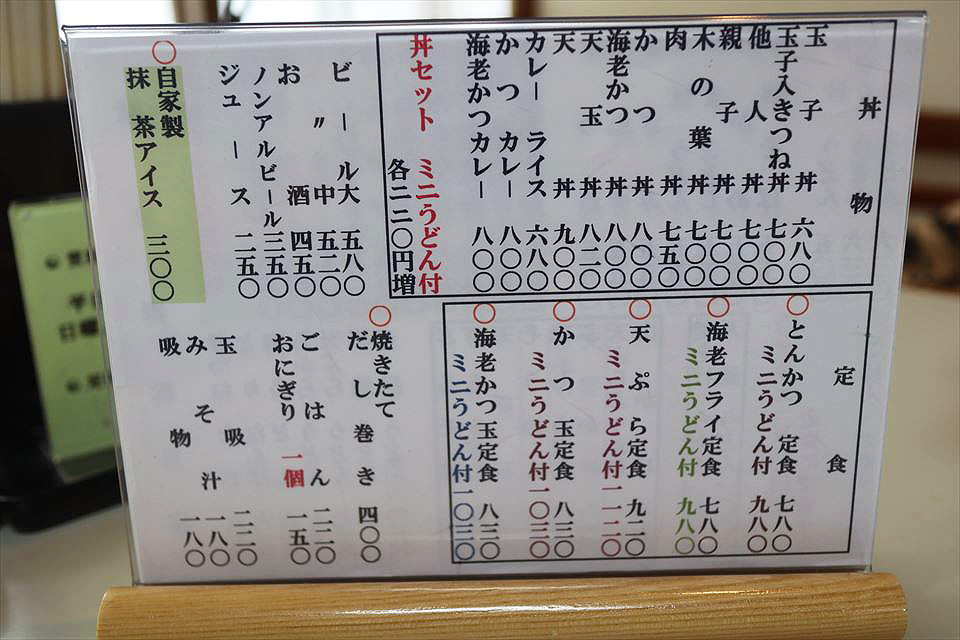 丼物
玉子丼 六八〇
玉子入きつね丼 七〇〇
他人丼 七〇〇
親子丼 七〇〇
木の葉丼 七〇〇
肉丼 七五〇
かつ丼 八〇〇
海老かつ丼 八〇〇
天玉丼 八二〇
天丼 九〇〇
カレーライス 六八〇
かつカレー 八〇〇
海老かつカレー 八〇〇
丼セット ミニうどん付
各二二〇円増
ビール大 五八〇
〃 中 五二〇
お酒 四五〇
ノンアルビール 三五〇
ジュース 二五〇
〇自家製
抹茶アイス 三〇〇
定食
〇とんかつ定食 七八〇
ミニうどん付 九八〇
〇海老フライ定食 七八〇
ミニうどん付 九八〇
〇天ぷら定食 九二〇
ミニうどん付 一一二〇
〇かつ玉定食 八三〇
ミニうどん付 一〇三〇
〇海老かつ玉定食 八三〇
ミニうどん付 一〇三〇
〇焼きたて
だし巻き 四〇〇
ごはん 二二〇
おにぎり 一個 一五〇
玉吸 二二〇
みそ汁 一八〇
吸物 一八〇